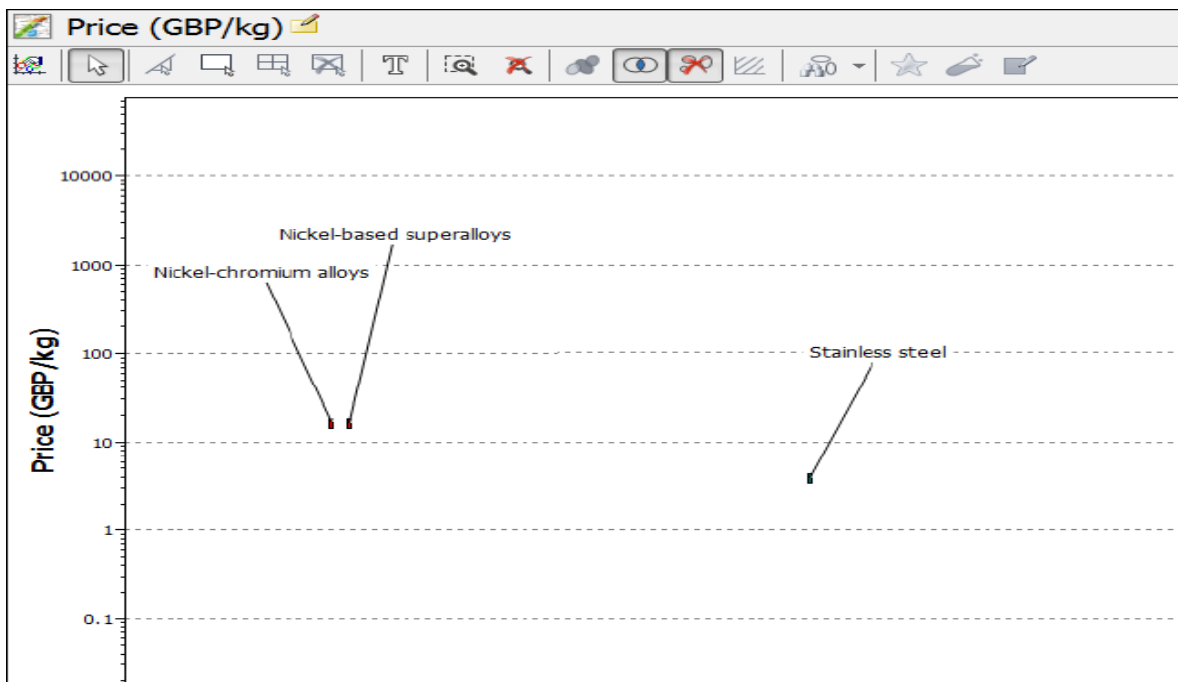 Price (GBP/kg)
10000
Nickel-based superalloys
1000
Nickel-chromium alloys
100
Stainless steel
Price (GBP/kg)
10
1
0.1